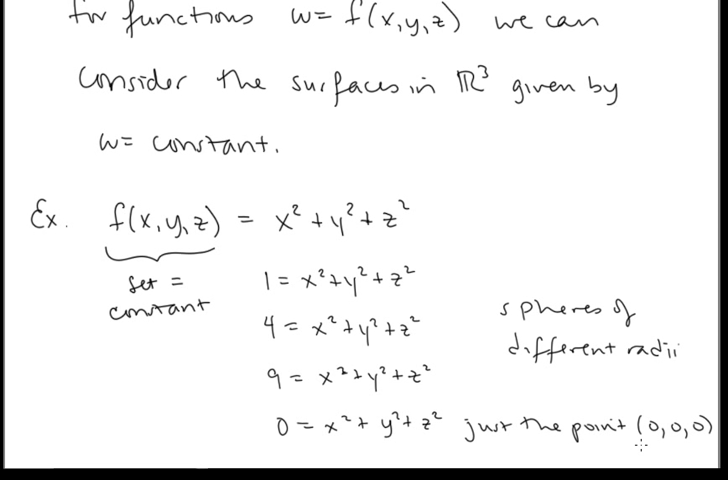 for functions w = f(x,y,z) we can
consider the surfaces in ℝ³ given by
w = constant.
Ex. f(x,y,z) = x² + y² + z²
set = constant
1 = x² + y² + z²
4 = x² + y² + z²
9 = x² + y² + z²
spheres of
different radii
0 = x² + y² + z² just the point (0,0,0)